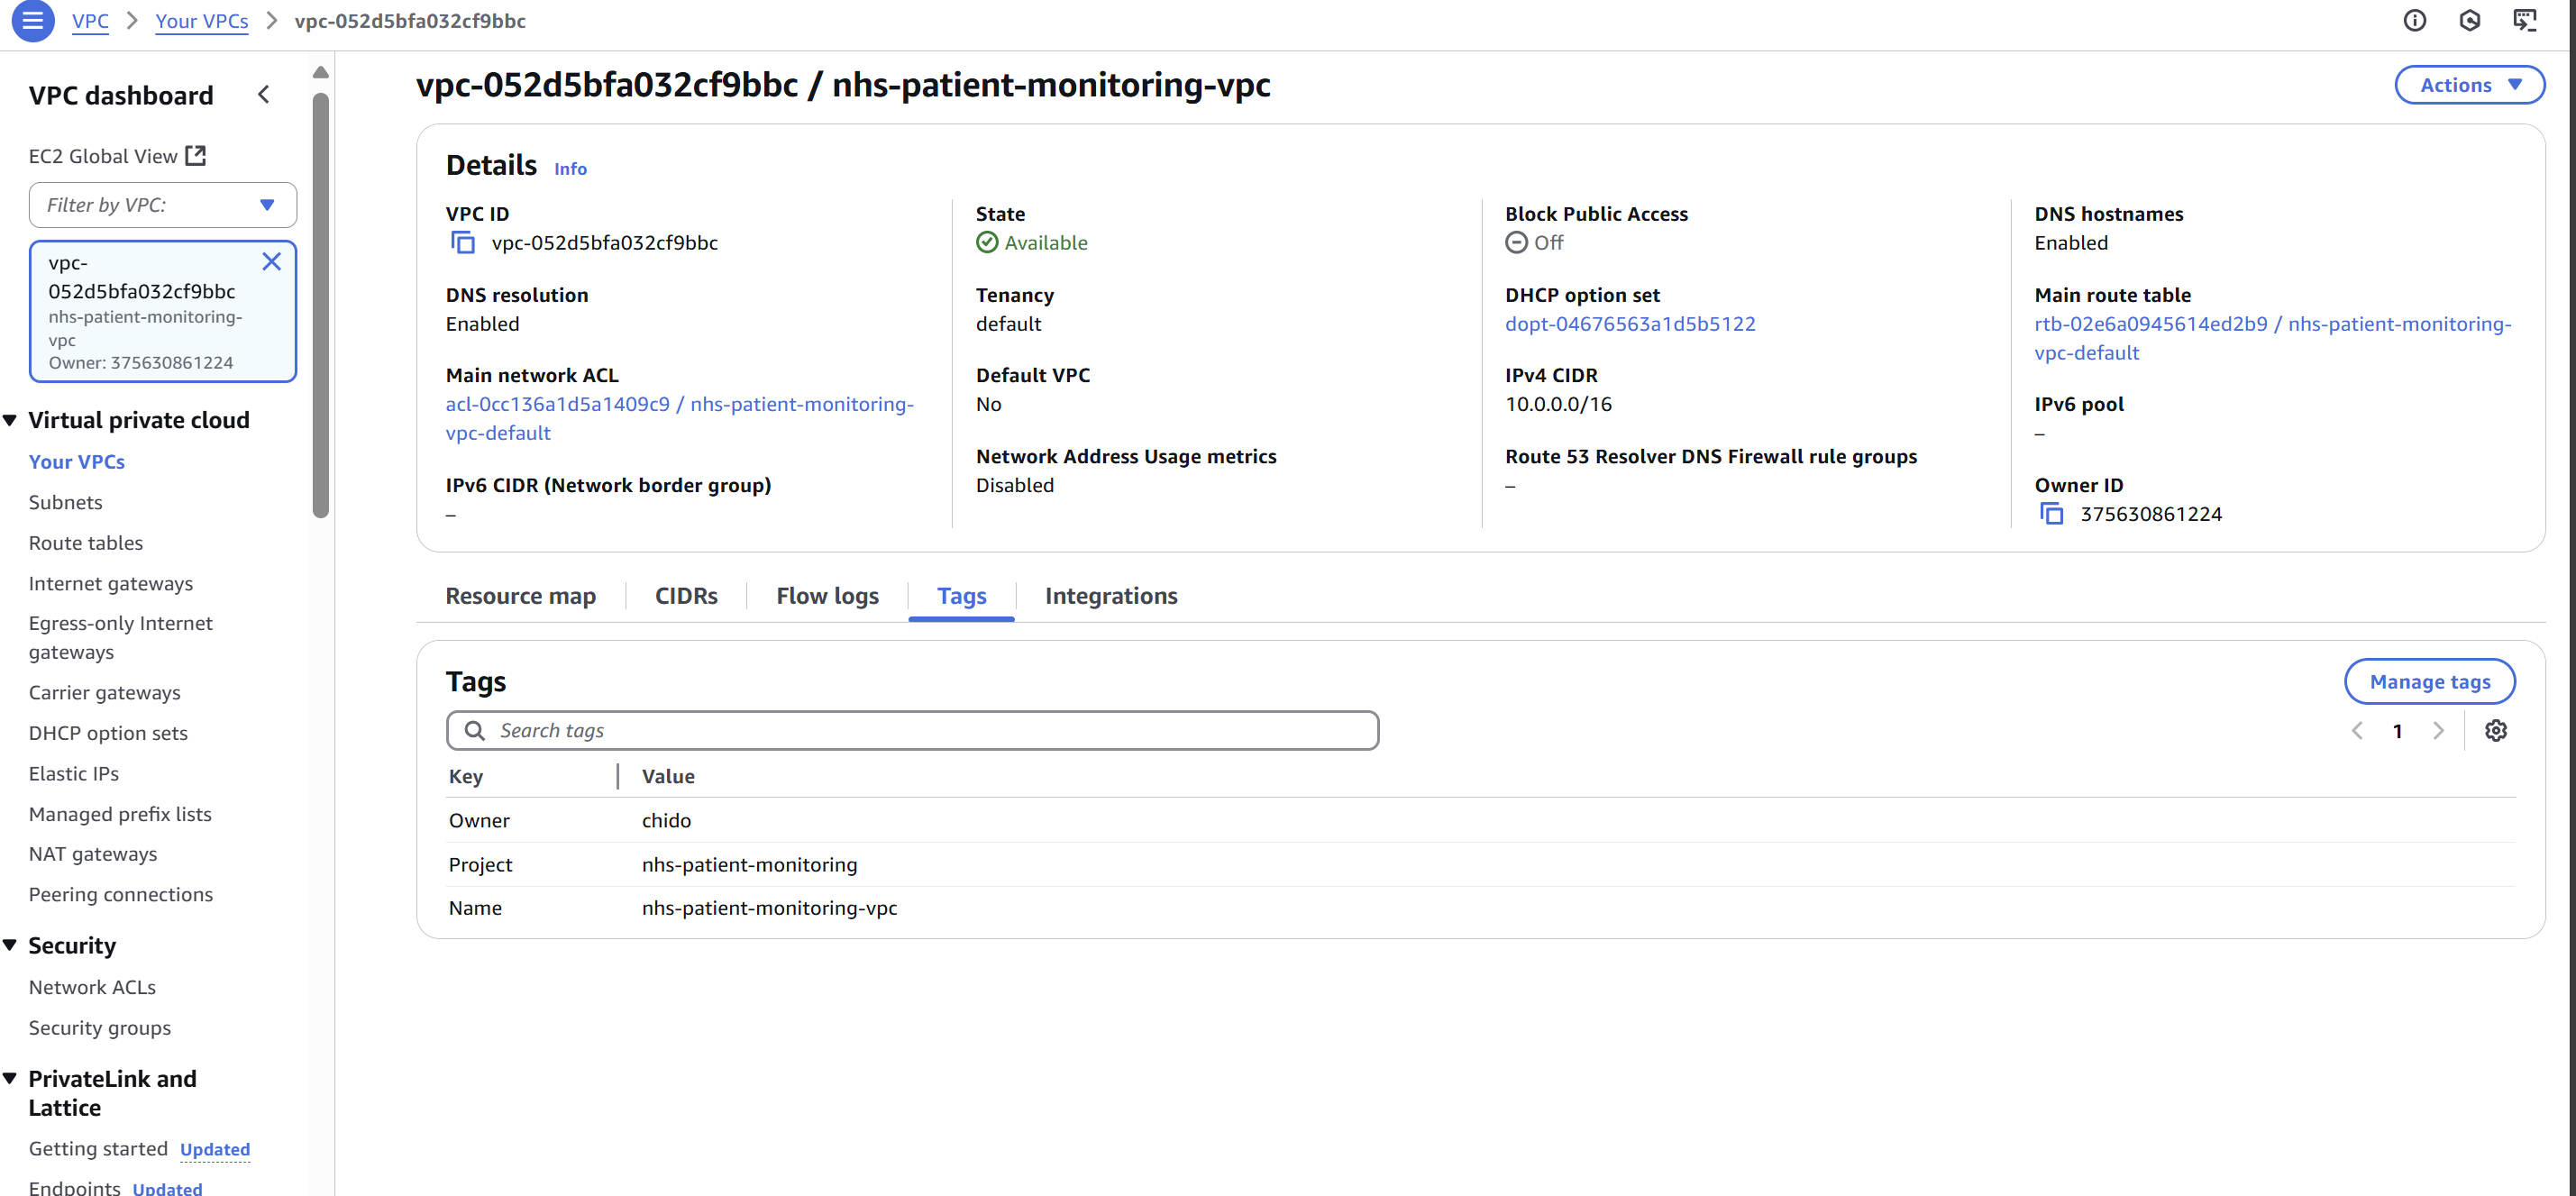 VPC > Your VPCs > vpc-052d5bfa032cf9bbc
VPC dashboard
EC2 Global View
Filter by VPC:
vpc-
052d5bfa032cf9bbc
nhs-patient-monitoring-
vpc
Owner: 375630861224
Virtual private cloud
Your VPCs
Subnets
Route tables
Internet gateways
Egress-only Internet
gateways
Carrier gateways
DHCP option sets
Elastic IPs
Managed prefix lists
NAT gateways
Peering connections
Security
Network ACLs
Security groups
PrivateLink and
Lattice
Getting started Updated
Endpoints Updated
vpc-052d5bfa032cf9bbc / nhs-patient-monitoring-vpc
Actions
Details Info
VPC ID
vpc-052d5bfa032cf9bbc
DNS resolution
Enabled
Main network ACL
acl-0cc136a1d5a1409c9 / nhs-patient-monitoring-
vpc-default
IPv6 CIDR (Network border group)
–
State
Available
Tenancy
default
Default VPC
No
Network Address Usage metrics
Disabled
Block Public Access
Off
DHCP option set
dopt-04676563a1d5b5122
IPv4 CIDR
10.0.0.0/16
Route 53 Resolver DNS Firewall rule groups
–
DNS hostnames
Enabled
Main route table
rtb-02e6a0945614ed2b9 / nhs-patient-monitoring-
vpc-default
IPv6 pool
–
Owner ID
375630861224
Resource map CIDRs Flow logs Tags Integrations
Tags
Manage tags
Search tags
1
Key Value
Owner chido
Project nhs-patient-monitoring
Name nhs-patient-monitoring-vpc